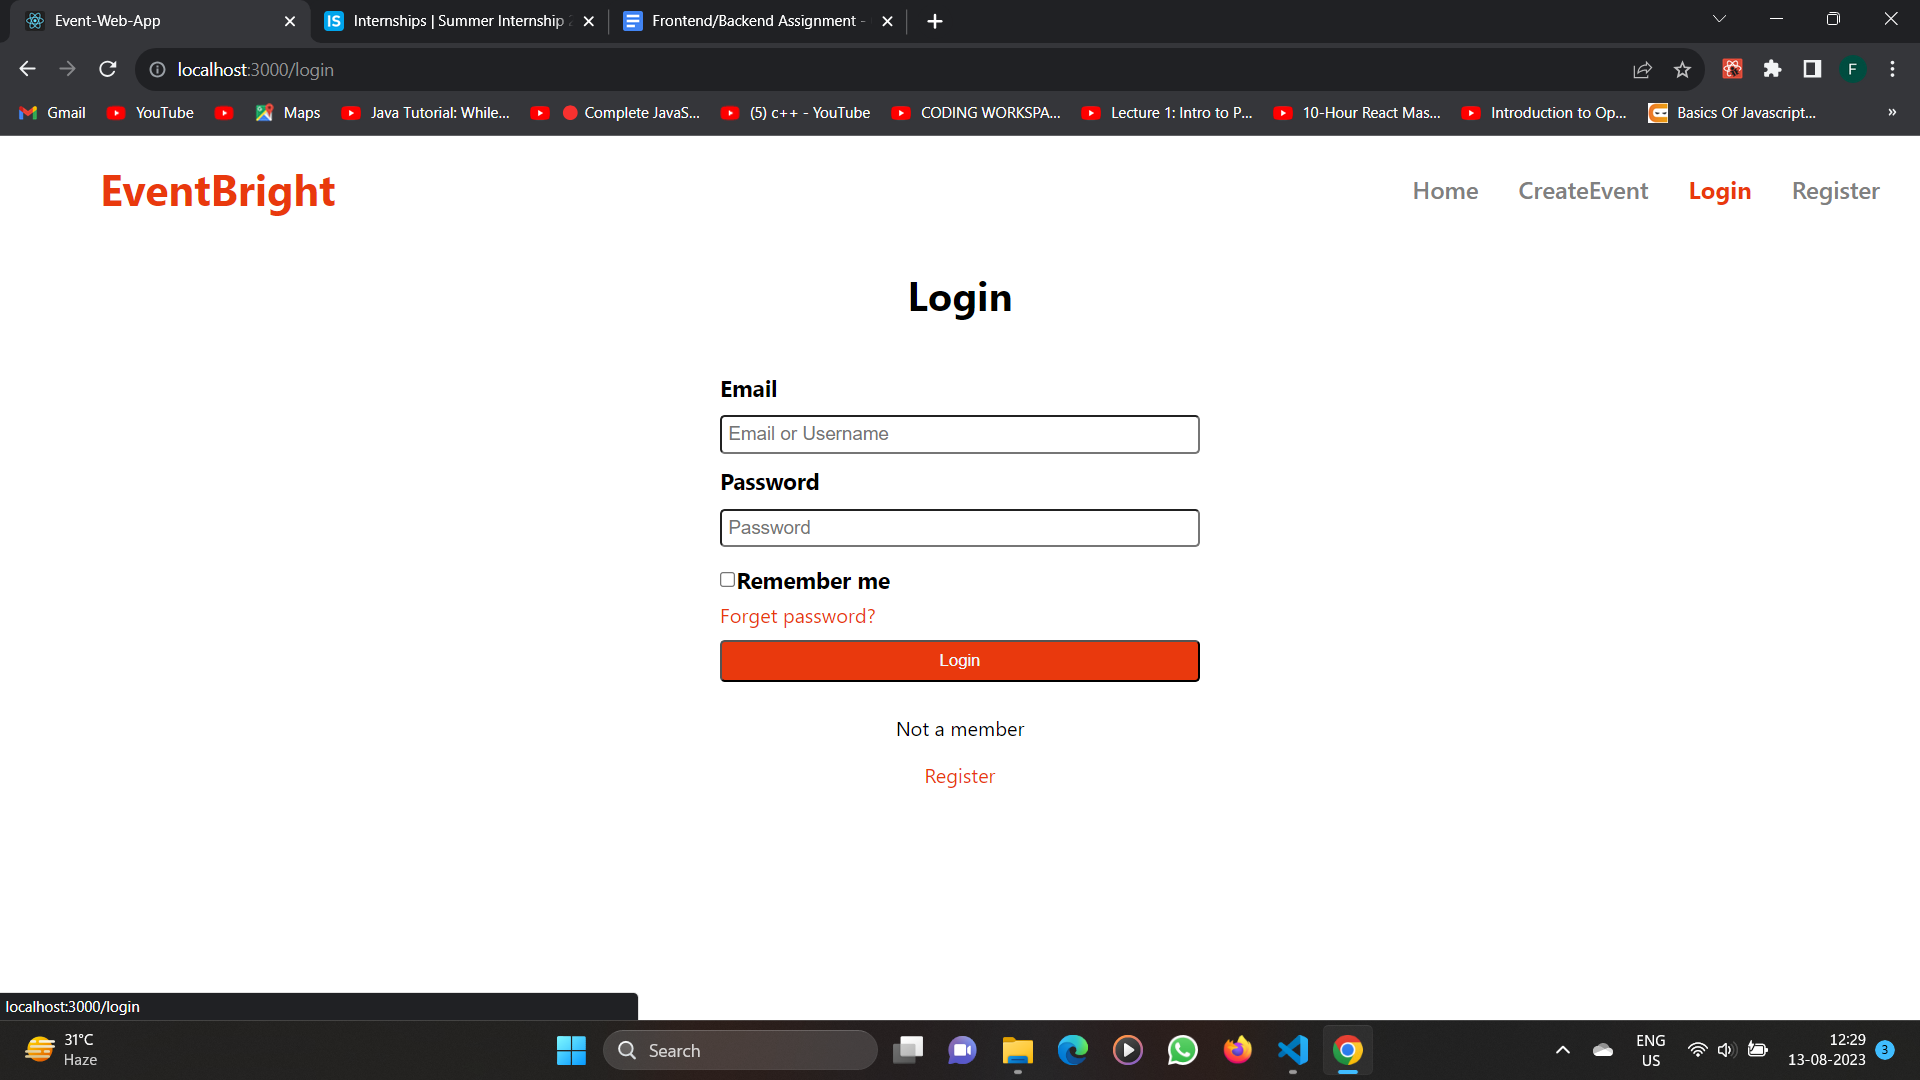 Event-Web-App
Internships | Summer Internship 2
Frontend/Backend Assignment -
localhost:3000/login
F
Gmail
YouTube
Maps
Java Tutorial: While...
Complete JavaS...
(5) c++ - YouTube
CODING WORKSPA...
Lecture 1: Intro to P...
10-Hour React Mas...
Introduction to Op...
Basics Of Javascript...
»
EventBright
Home
CreateEvent
Login
Register
Login
Email
Email or Username
Password
Password
Remember me
Forget password?
Login
Not a member
Register
localhost:3000/login
31°C
Haze
Search
ENG
US
12:29
13-08-2023
3